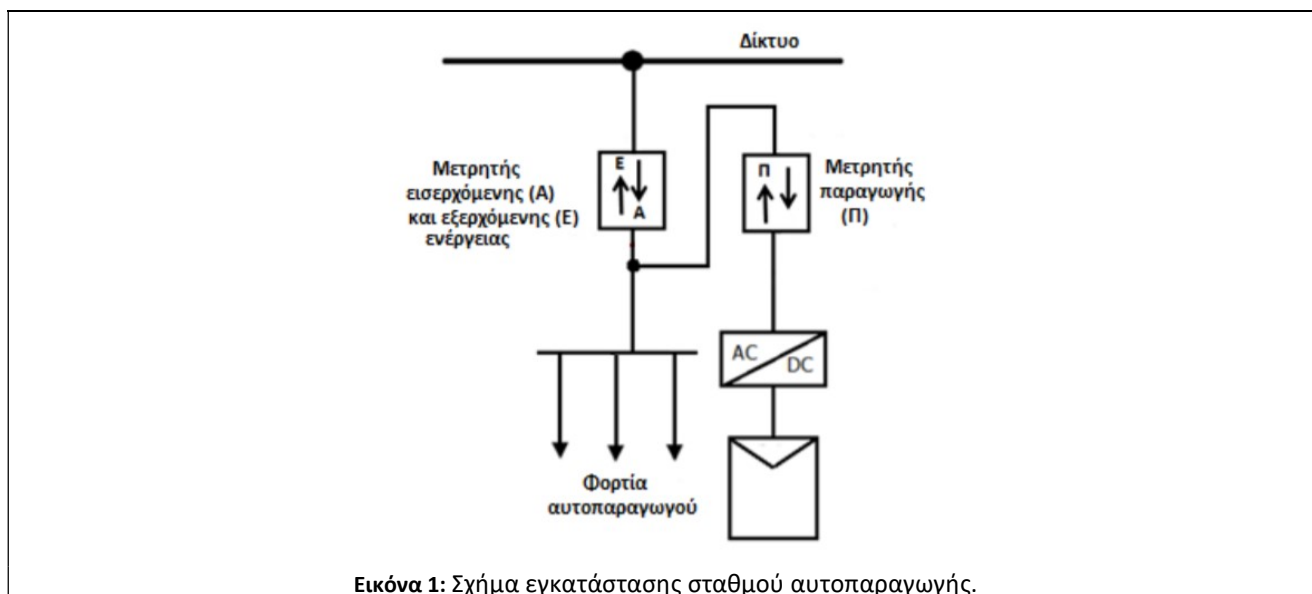 Δίκτυο
Μετρητής
εισερχόμενης (Α)
και εξερχόμενης (Ε)
ενέργειας
Ε
Α
Π
Μετρητής
παραγωγής
(Π)
AC
DC
Φορτία
αυτοπαραγωγού
Εικόνα 1: Σχήμα εγκατάστασης σταθμού αυτοπαραγωγής.